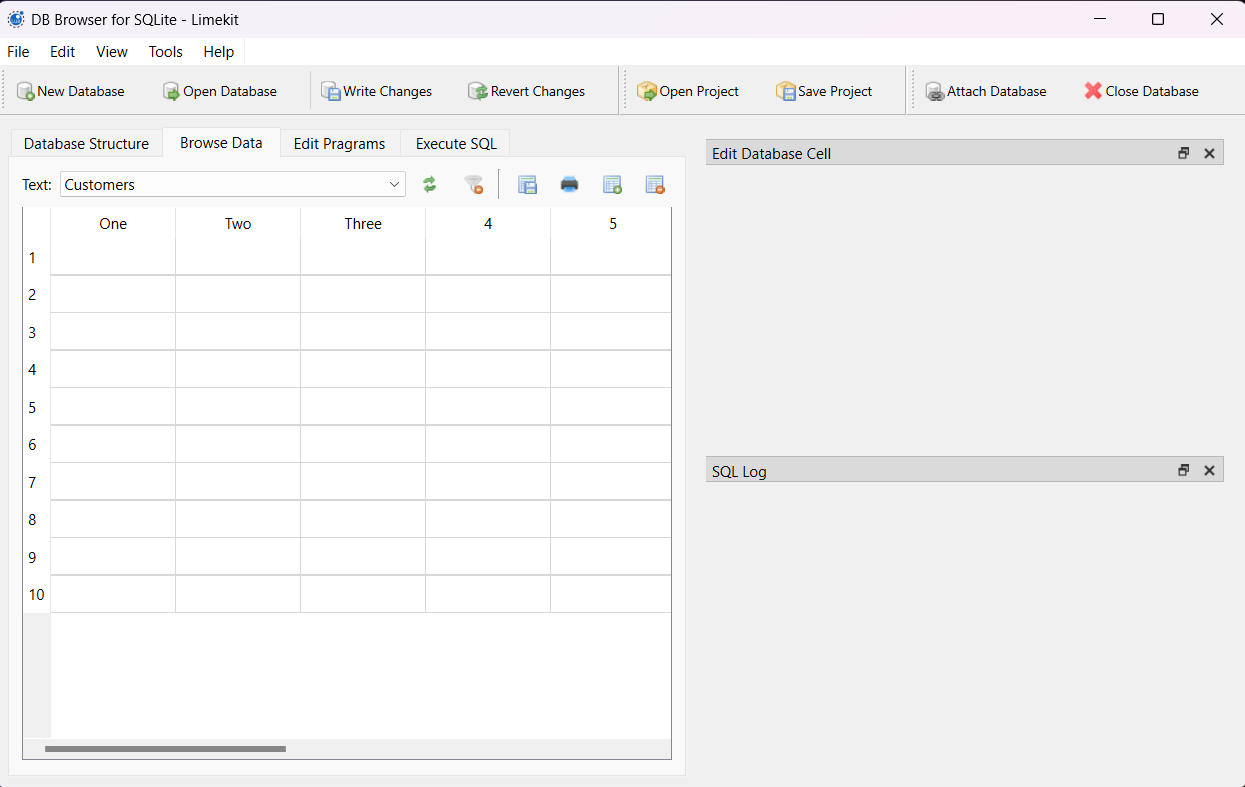 DB Browser for SQLite - Limekit
File Edit View Tools Help
New Database Open Database Write Changes Revert Changes Open Project Save Project Attach Database Close Database
Database Structure Browse Data Edit Pragrams Execute SQL
Text: Customers
One Two Three 4 5
1
2
3
4
5
6
7
8
9
10
Edit Database Cell
SQL Log